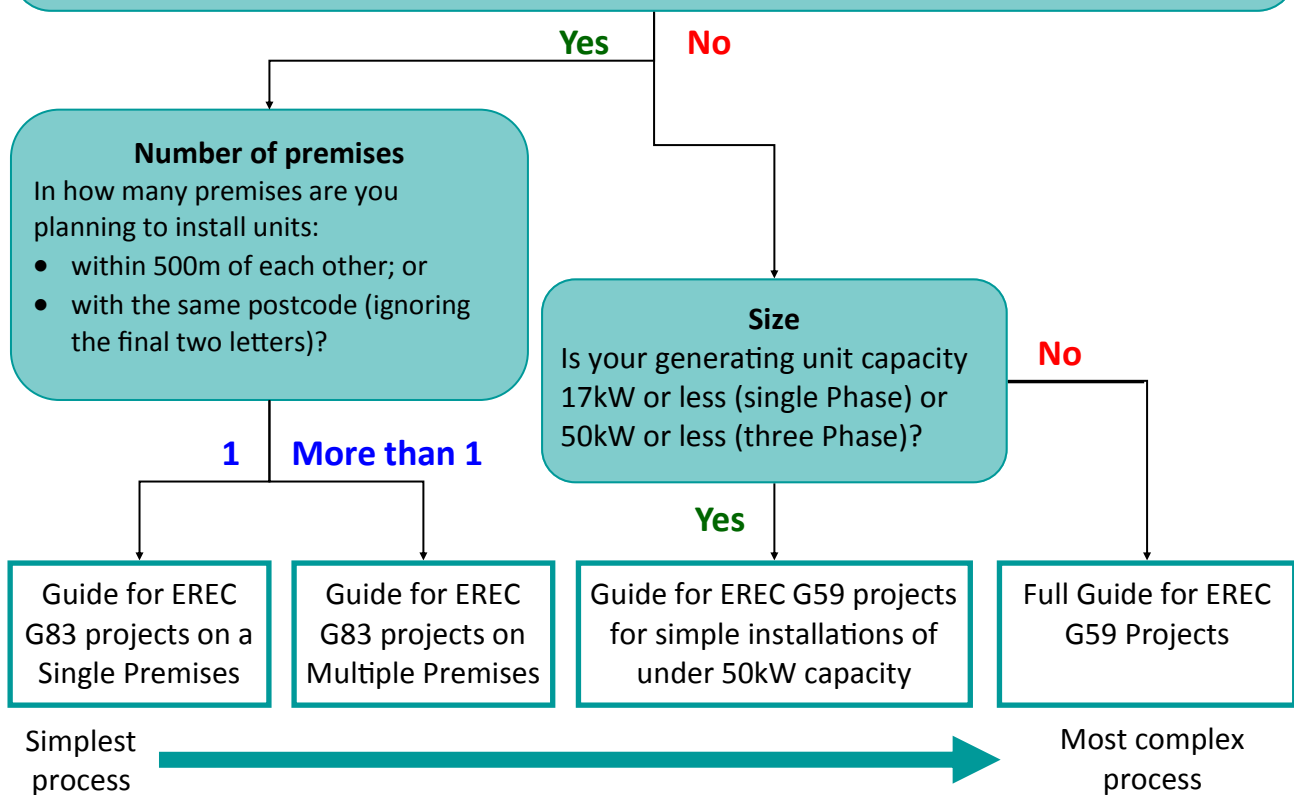 Yes
No
Number of premises
In how many premises are you
planning to install units:
• within 500m of each other; or
• with the same postcode (ignoring
the final two letters)?
Size
Is your generating unit capacity
17kW or less (single Phase) or
50kW or less (three Phase)?
No
1
More than 1
Yes
Guide for EREC
G83 projects on a
Single Premises
Guide for EREC
G83 projects on
Multiple Premises
Guide for EREC G59 projects
for simple installations of
under 50kW capacity
Full Guide for EREC
G59 Projects
Simplest
process
Most complex
process